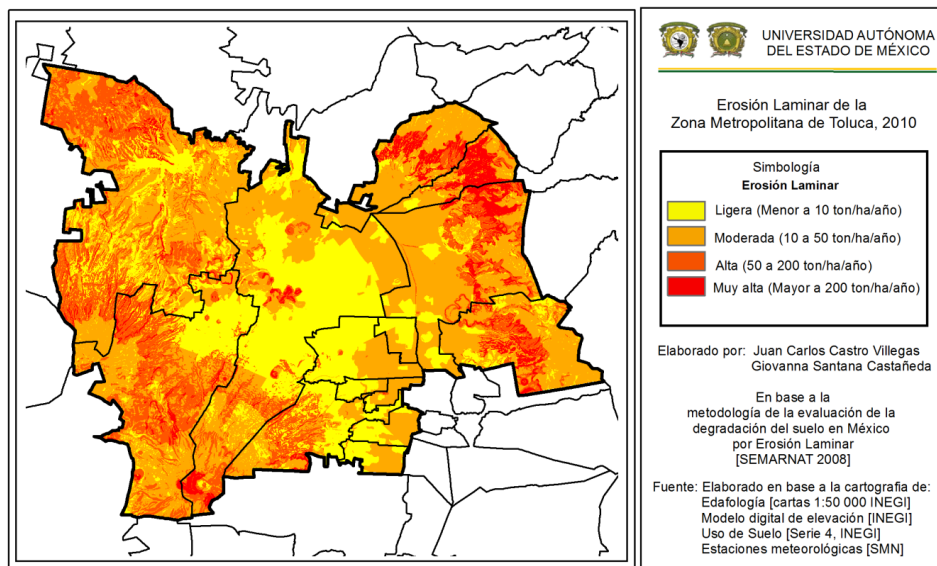 UNIVERSIDAD AUTÓNOMA
DEL ESTADO DE MÉXICO
Erosión Laminar de la
Zona Metropolitana de Toluca, 2010
Simbología
Erosión Laminar
Ligera (Menor a 10 ton/ha/año)
Moderada (10 a 50 ton/ha/año)
Alta (50 a 200 ton/ha/año)
Muy alta (Mayor a 200 ton/ha/año)
Elaborado por: Juan Carlos Castro Villegas
Giovanna Santana Castañeda
En base a la
metodología de la evaluación de la
degradación del suelo en México
por Erosión Laminar
[SEMARNAT 2008]
Fuente: Elaborado en base a la cartografia de:
Edafología [cartas 1:50 000 INEGI]
Modelo digital de elevación [INEGI]
Uso de Suelo [Serie 4, INEGI]
Estaciones meteorológicas [SMN]